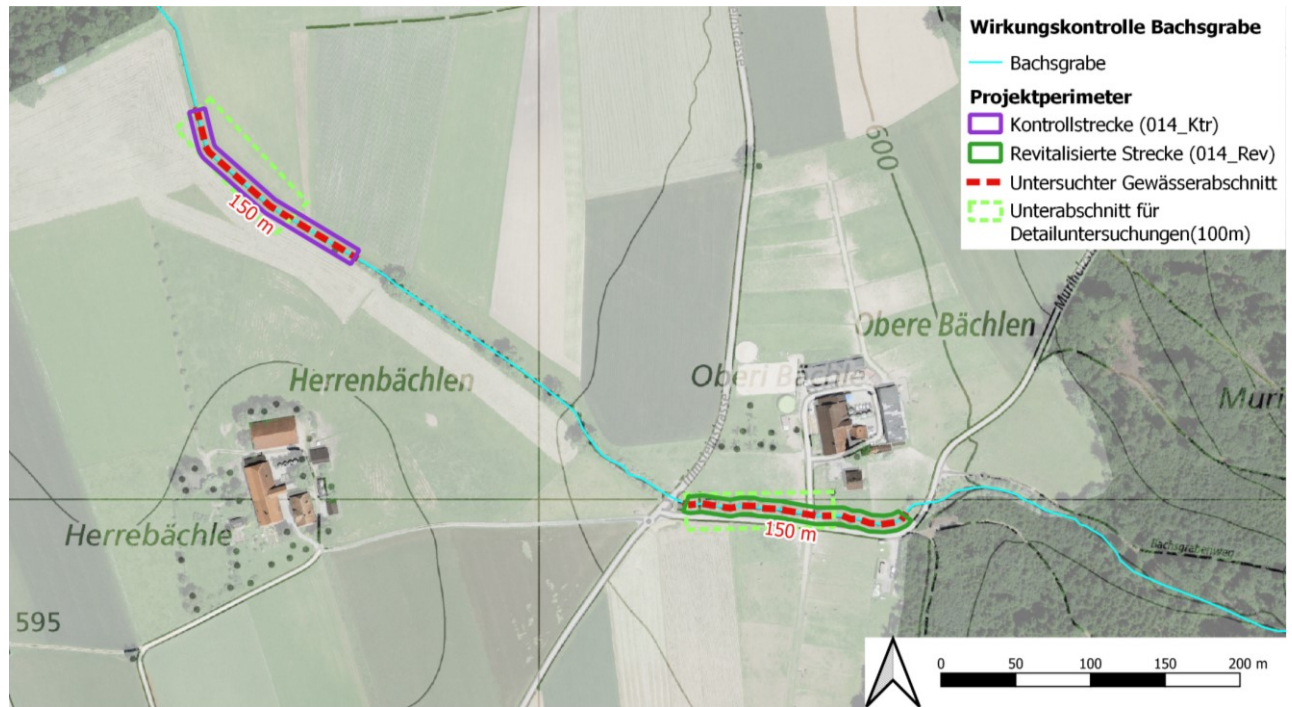 Wirkungskontrolle Bachsgrabe
Bachsgrabe
Projektperimeter
Kontrollstrecke (014_Ktr)
Revitalisierte Strecke (014_Rev)
Untersuchter Gewässerabschnitt
Unterabschnitt für
Detailuntersuchungen(100m)
600
150 m
Obere Bächlen
Herrenbächlen
Oberi Bächle
Muri
Herrebächle
150 m
Bachsgrabenweg
595
0 50 100 150 200 m